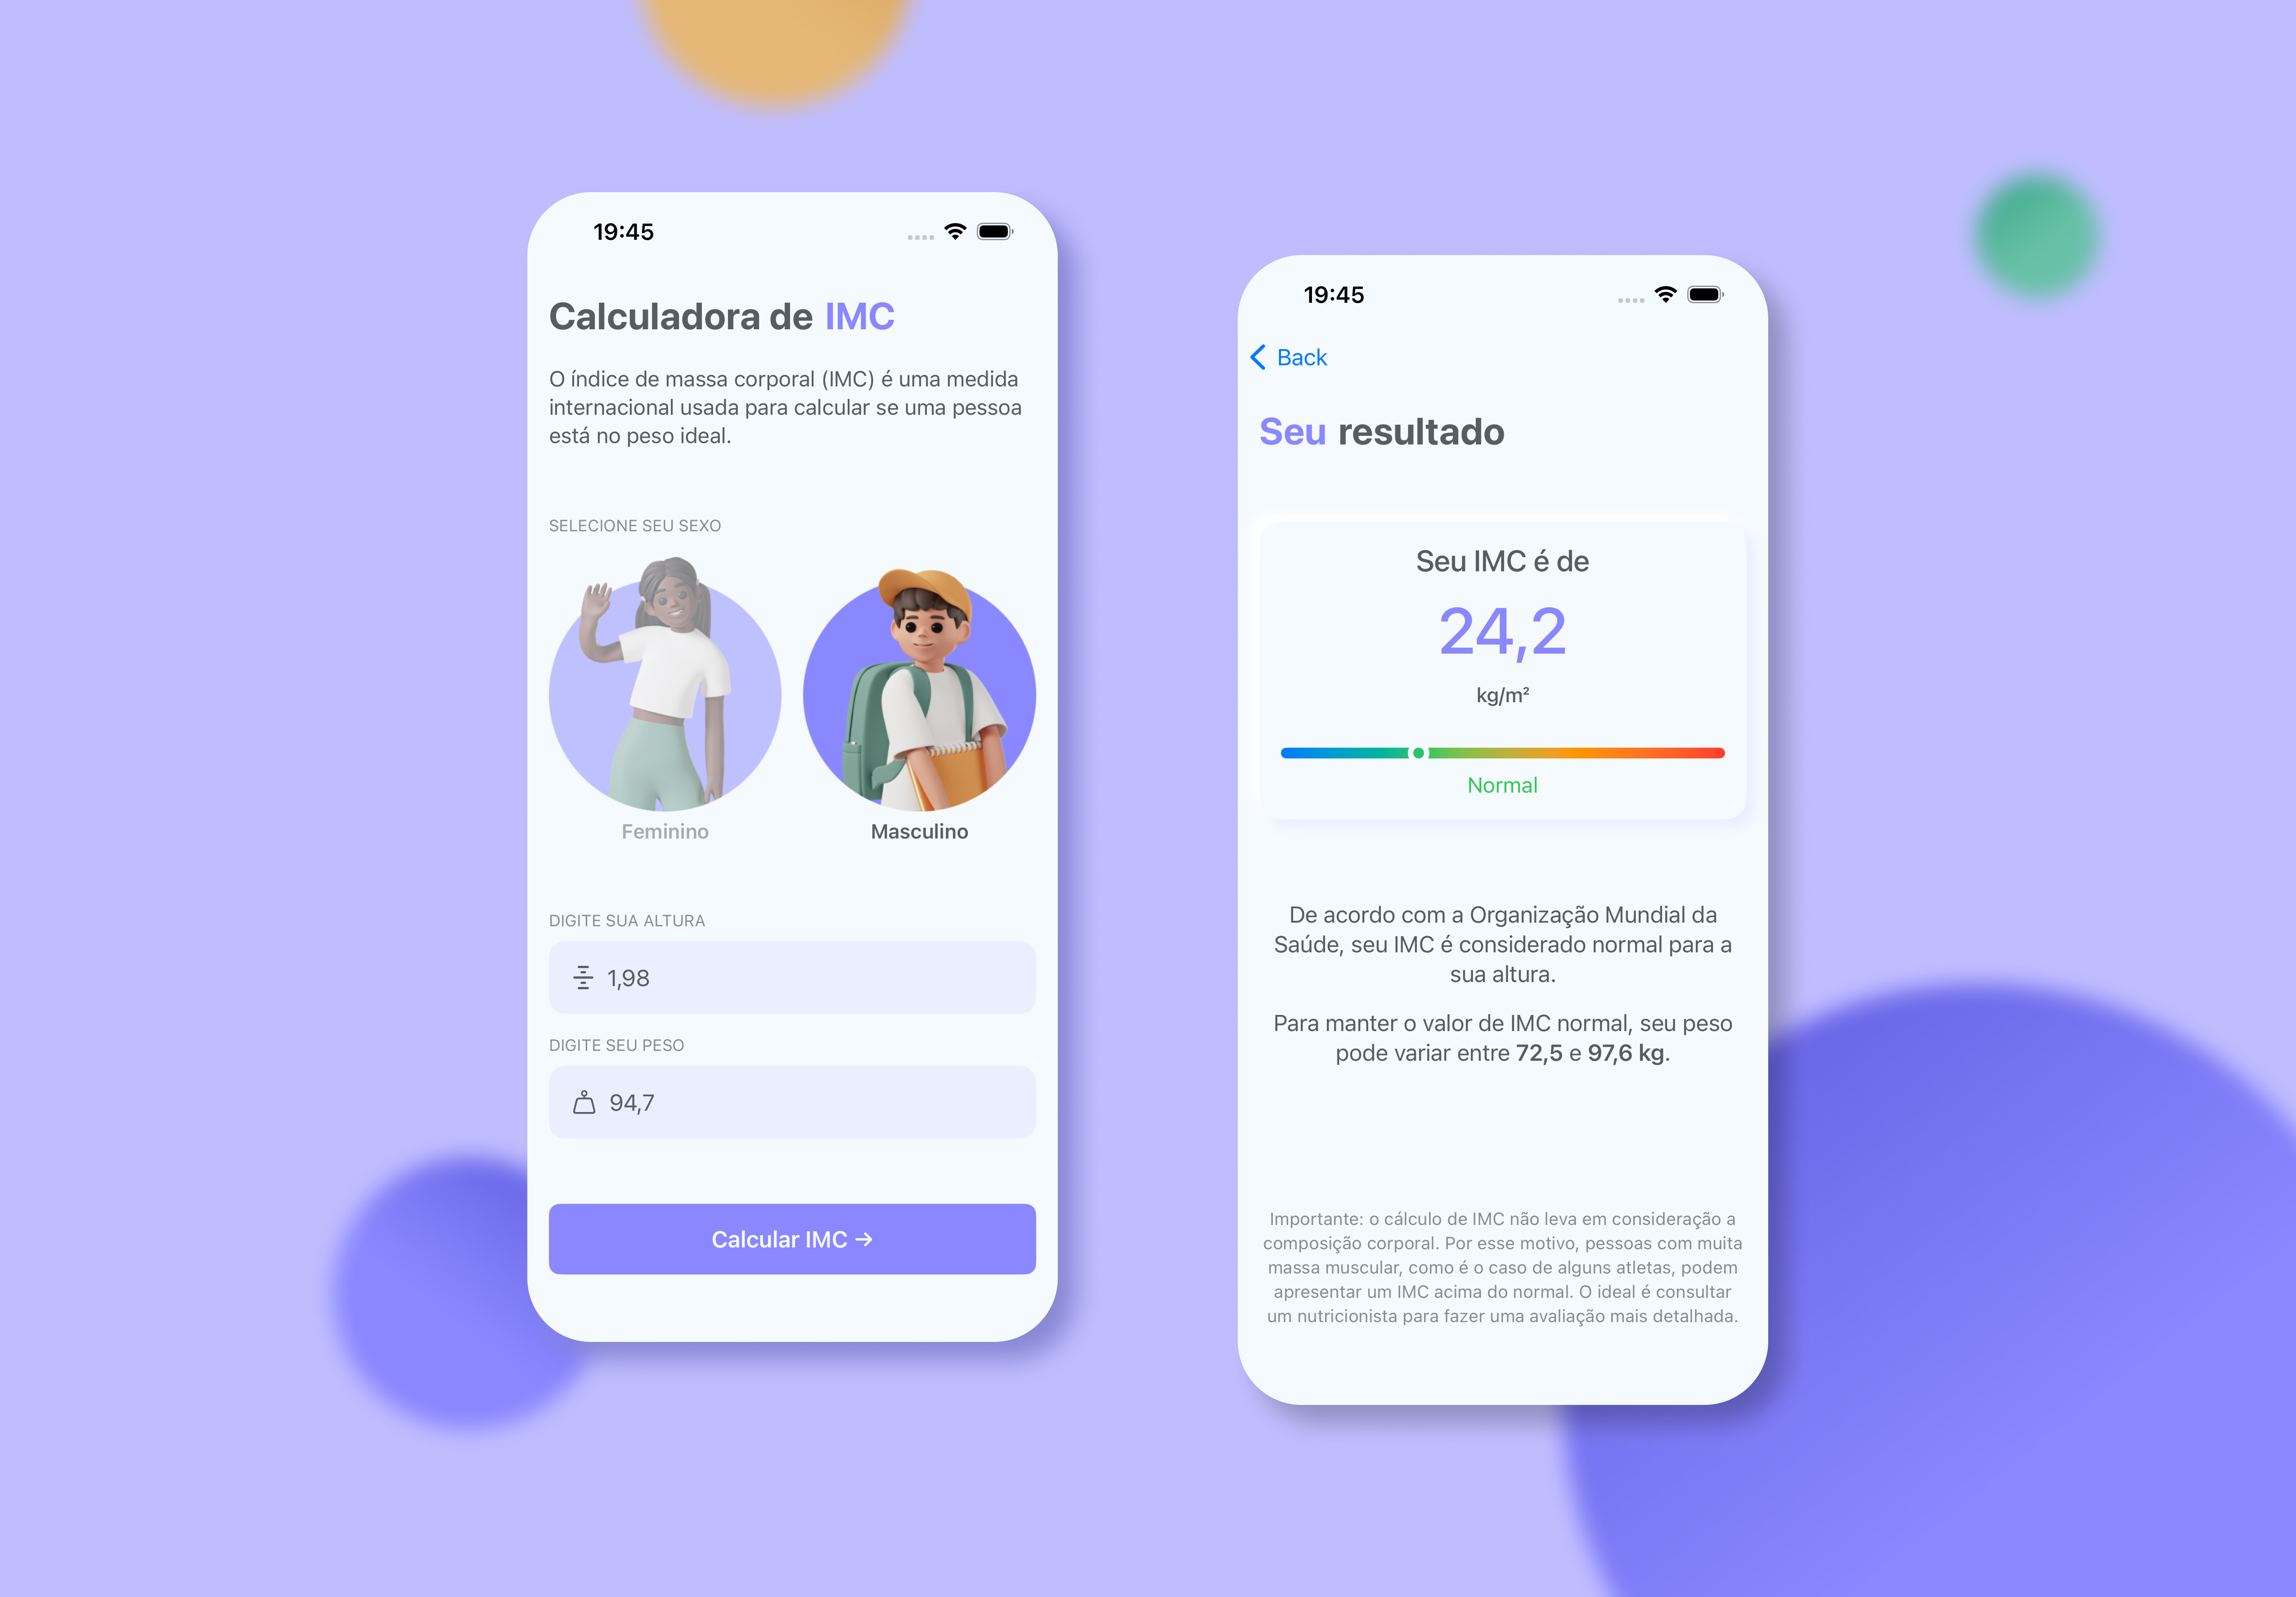 19:45
Calculadora de IMC
O índice de massa corporal (IMC) é uma medida
internacional usada para calcular se uma pessoa
está no peso ideal.
SELECIONE SEU SEXO
Feminino
Masculino
DIGITE SUA ALTURA
1,98
DIGITE SEU PESO
94,7
Calcular IMC →
19:45
Back
Seu resultado
Seu IMC é de
24,2
kg/m²
Normal
De acordo com a Organização Mundial da
Saúde, seu IMC é considerado normal para a
sua altura.
Para manter o valor de IMC normal, seu peso
pode variar entre 72,5 e 97,6 kg.
Importante: o cálculo de IMC não leva em consideração a
composição corporal. Por esse motivo, pessoas com muita
massa muscular, como é o caso de alguns atletas, podem
apresentar um IMC acima do normal. O ideal é consultar
um nutricionista para fazer uma avaliação mais detalhada.